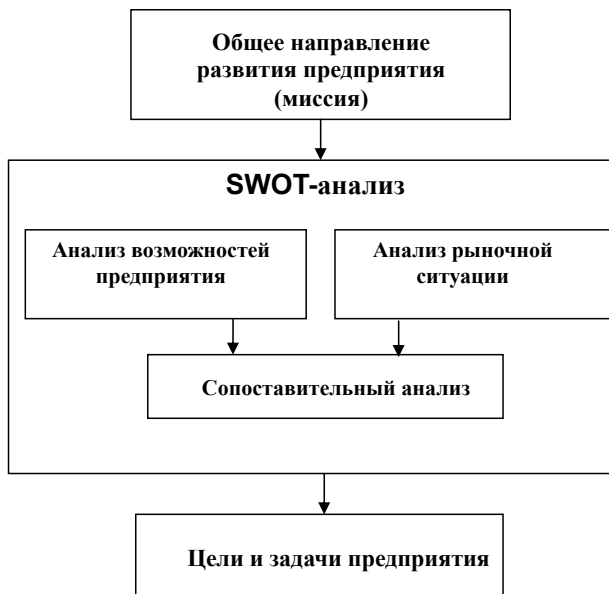 Общее направление
развития предприятия
(миссия)
SWOT-анализ
Анализ возможностей
предприятия
Анализ рыночной
ситуации
Сопоставительный анализ
Цели и задачи предприятия